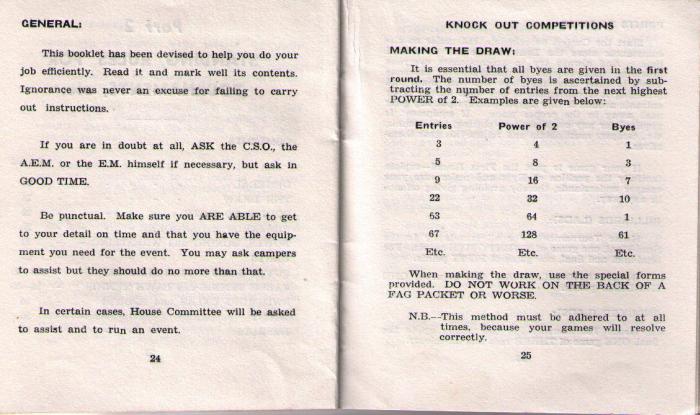 GENERAL:
This booklet has been devised to help you do your
job efficiently. Read it and mark well its contents.
Ignorance was never an excuse for failing to carry
out instructions.
If you are in doubt at all, ASK the C.S.O., the
A.E.M. or the E.M. himself if necessary, but ask in
GOOD TIME.
Be punctual. Make sure you ARE ABLE to get
to your detail on time and that you have the equip-
ment you need for the event. You may ask campers
to assist but they should do no more than that.
In certain cases, House Committee will be asked
to assist and to run an event.
24
KNOCK OUT COMPETITIONS
MAKING THE DRAW:
It is essential that all byes are given in the first
round. The number of byes is ascertained by sub-
tracting the number of entries from the next highest
POWER of 2. Examples are given below:
Entries Power of 2 Byes
3 4 1
5 8 3
9 16 7
22 32 10
63 64 1
67 128 61
Etc. Etc. Etc.
When making the draw, use the special forms
provided. DO NOT WORK ON THE BACK OF A
FAG PACKET OR WORSE.
N.B.—This method must be adhered to at all
times, because your games will resolve
correctly.
25